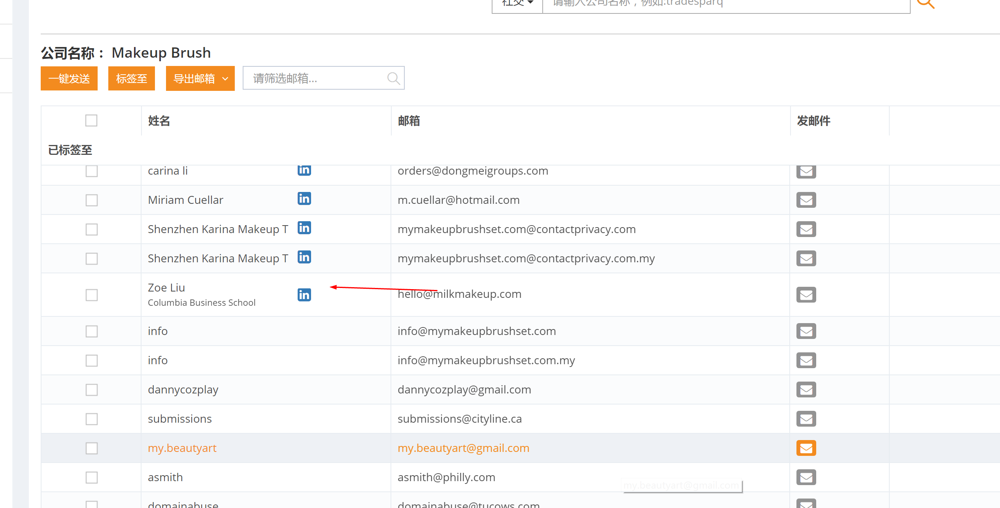 社交 请输入公司名称，例如:tradesparq
公司名称： Makeup Brush
一键发送 标签至 导出邮箱 请筛选邮箱...
姓名 邮箱 发邮件
已标签至
carina li in orders@dongmeigroups.com
Miriam Cuellar in m.cuellar@hotmail.com
Shenzhen Karina Makeup T in mymakeupbrushset.com@contactprivacy.com
Shenzhen Karina Makeup T in mymakeupbrushset.com@contactprivacy.com.my
Zoe Liu
Columbia Business School in hello@milkmakeup.com
info info@mymakeupbrushset.com
info info@mymakeupbrushset.com.my
dannycozplay dannycozplay@gmail.com
submissions submissions@cityline.ca
my.beautyart my.beautyart@gmail.com
asmith asmith@philly.com
my.beautyart@gmail.com
domainabuse domainabuse@tucows.com